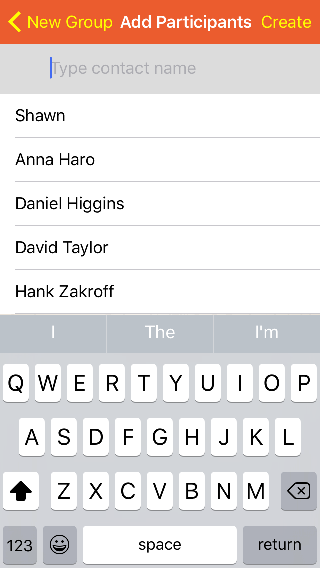 New Group Add Participants Create
Type contact name
Shawn
Anna Haro
Daniel Higgins
David Taylor
Hank Zakroff
I The I'm
Q W E R T Y U I O P
A S D F G H J K L
Z X C V B N M
123 space return